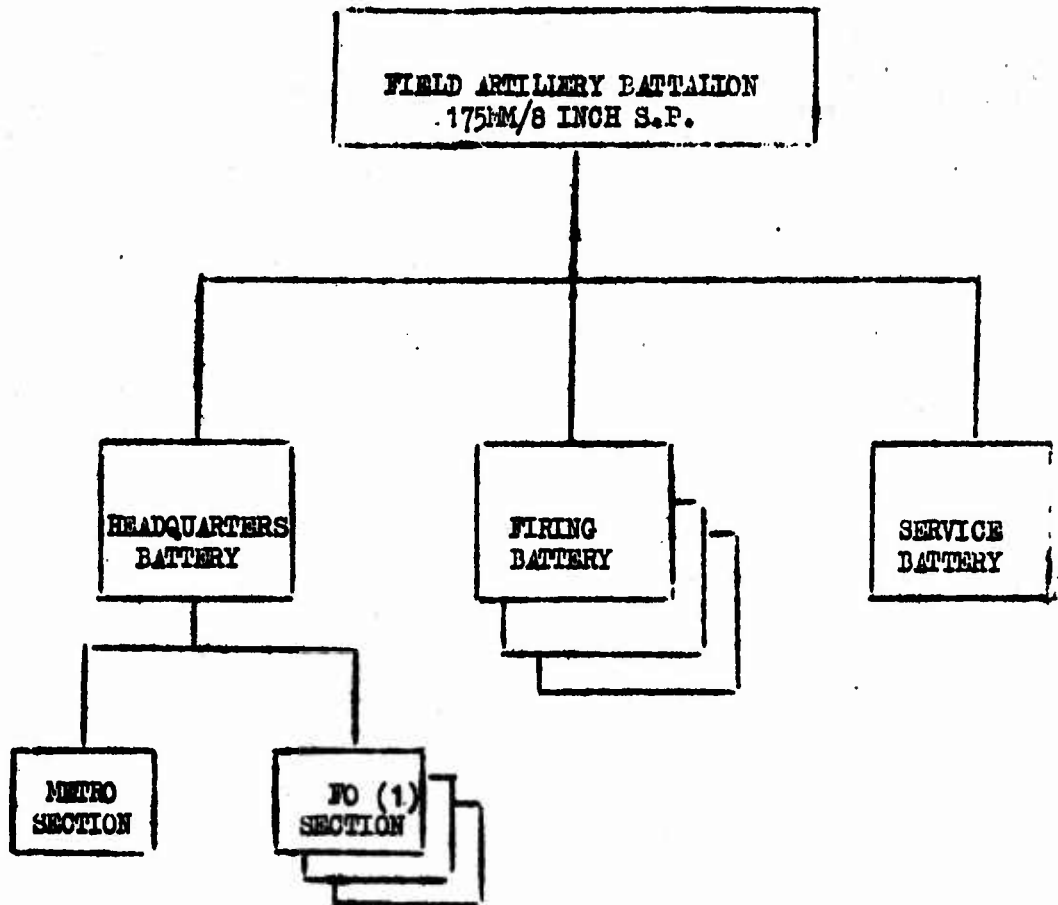 FIELD ARTILLERY BATTALION
175MM/8 INCH S.P.
HEADQUARTERS
BATTERY
FIRING
BATTERY
SERVICE
BATTERY
METRO
SECTION
FO (1)
SECTION